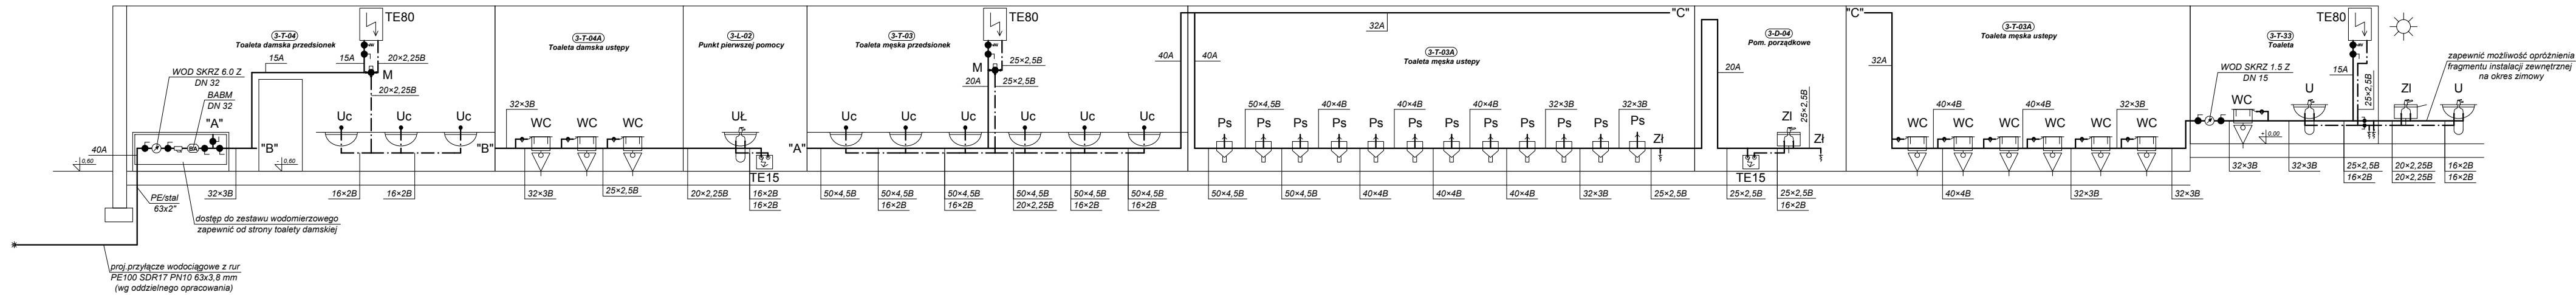 3-T-04
Toaleta damska przedsionek
TE80
15A
15A
20×2,25B
M
20×2,25B
WOD SKRZ 6.0 Z
DN 32
BABM
DN 32
"A"
"B"
Uc
Uc
Uc
"B"
40A
- 0,60
- 0,60
32×3B
16×2B
16×2B
PE/stal
63x2"
dostęp do zestawu wodomierzowego
zapewnić od strony toalety damskiej
proj.przyłącze wodociągowe z rur
PE100 SDR17 PN10 63x3,8 mm
(wg oddzielnego opracowania)
3-T-04A
Toaleta damska ustępy
32×3B
WC
WC
WC
32×3B
25×2,5B
3-L-02
Punkt pierwszej pomocy
UŁ
TE15
20×2,25B
16×2B
16×2B
3-T-03
Toaleta męska przedsionek
TE80
25×2,5B
M
20A
25×2,5B
"A"
Uc
Uc
Uc
Uc
Uc
Uc
50×4,5B
50×4,5B
16×2B
50×4,5B
16×2B
50×4,5B
20×2,25B
50×4,5B
16×2B
50×4,5B
16×2B
40A
40A
32A
"C"
3-T-03A
Toaleta męska ustepy
50×4,5B
40×4B
40×4B
40×4B
32×3B
32×3B
Ps
Ps
Ps
Ps
Ps
Ps
Ps
Ps
Ps
Ps
Ps
Ps
Zł
50×4,5B
50×4,5B
40×4B
40×4B
40×4B
32×3B
25×2,5B
3-D-04
Pom. porządkowe
20A
Zl
25×2,5B
Zł
TE15
25×2,5B
25×2,5B
16×2B
"C"
3-T-03A
Toaleta męska ustępy
32A
40×4B
40×4B
32×3B
WC
WC
WC
WC
WC
WC
40×4B
32×3B
32×3B
3-T-33
Toaleta
TE80
WOD SKRZ 1.5 Z
DN 15
15A
25×2,5B
WC
U
Zl
U
± 0,00
zapewnić możliwość opróżnienia
fragmentu instalacji zewnętrznej
na okres zimowy
32×3B
32×3B
25×2,5B
16×2B
20×2,25B
20×2,25B
16×2B
16×2B